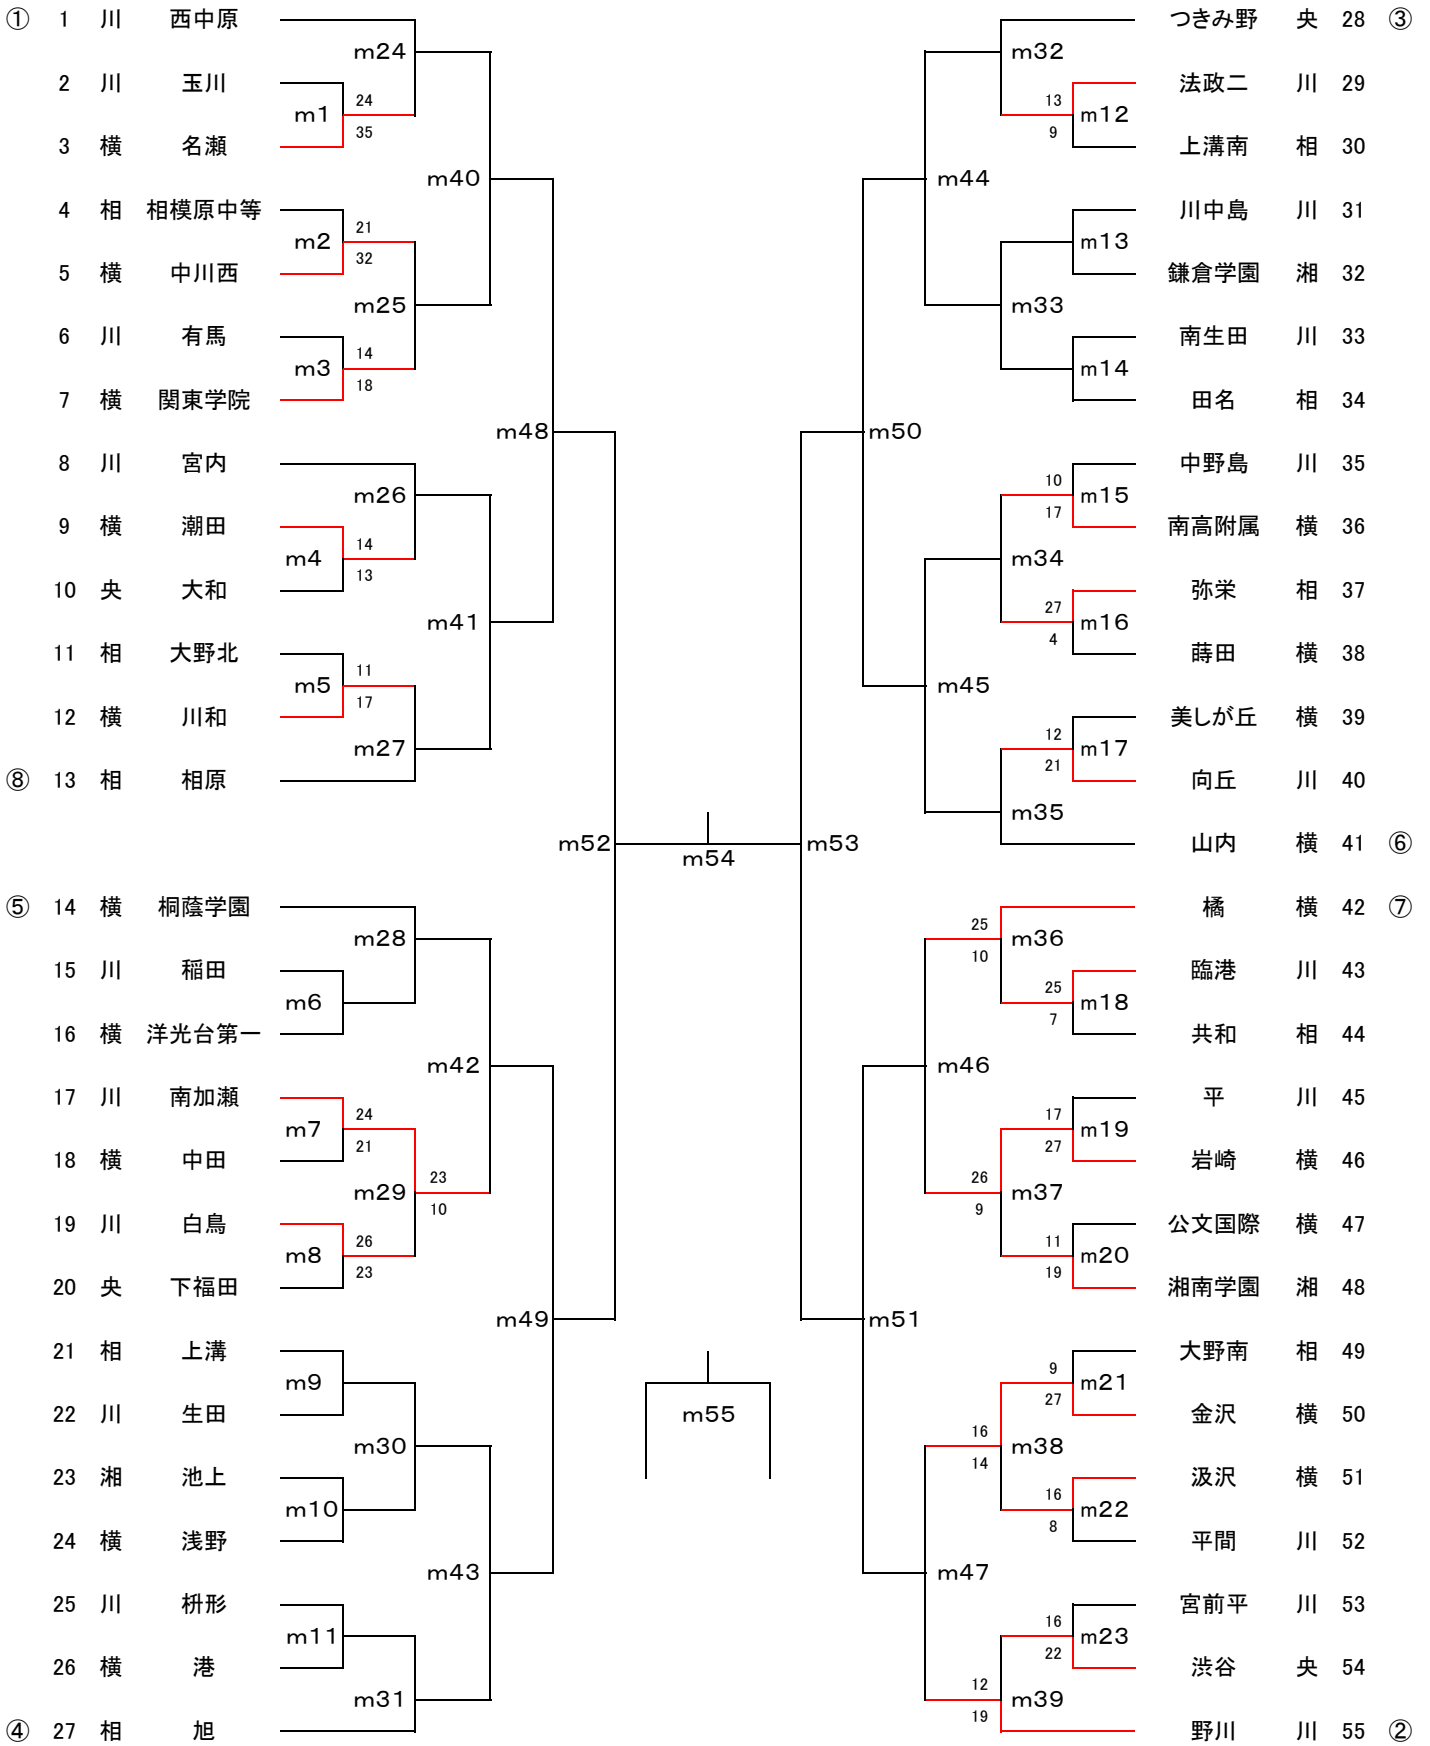 ① 1 川 西中原
m24
2 川 玉川
24
m1
35
3 横 名瀬
m40
4 相 相模原中等
21
m2
32
5 横 中川西
m25
6 川 有馬
14
m3
18
7 横 関東学院
m48
8 川 宮内
m26
9 横 潮田
14
m4
13
10 央 大和
m41
11 相 大野北
11
m5
17
12 横 川和
m27
⑧ 13 相 相原
m52
m54
⑤ 14 横 桐蔭学園
m28
15 川 稲田
m6
16 横 洋光台第一
m42
17 川 南加瀬
24
m7
21
18 横 中田
23
m29
10
19 川 白鳥
26
m8
23
20 央 下福田
m49
21 相 上溝
m9
22 川 生田
m30
23 湘 池上
m10
24 横 浅野
m43
25 川 枡形
m11
26 横 港
m31
④ 27 相 旭
m55
つきみ野 央 28 ③
m32
法政二 川 29
13
m12
9
上溝南 相 30
m44
川中島 川 31
m13
鎌倉学園 湘 32
m33
南生田 川 33
m14
田名 相 34
m50
中野島 川 35
10
m15
17
南高附属 横 36
m34
弥栄 相 37
27
m16
4
蒔田 横 38
m45
美しが丘 横 39
12
m17
21
向丘 川 40
m35
山内 横 41 ⑥
m53
橘 横 42 ⑦
25
m36
10
臨港 川 43
25
m18
7
共和 相 44
m46
平 川 45
17
m19
27
岩崎 横 46
26
m37
9
公文国際 横 47
11
m20
19
湘南学園 湘 48
m51
大野南 相 49
9
m21
27
金沢 横 50
16
m38
14
汲沢 横 51
16
m22
8
平間 川 52
m47
宮前平 川 53
16
m23
22
渋谷 央 54
12
m39
19
野川 川 55 ②